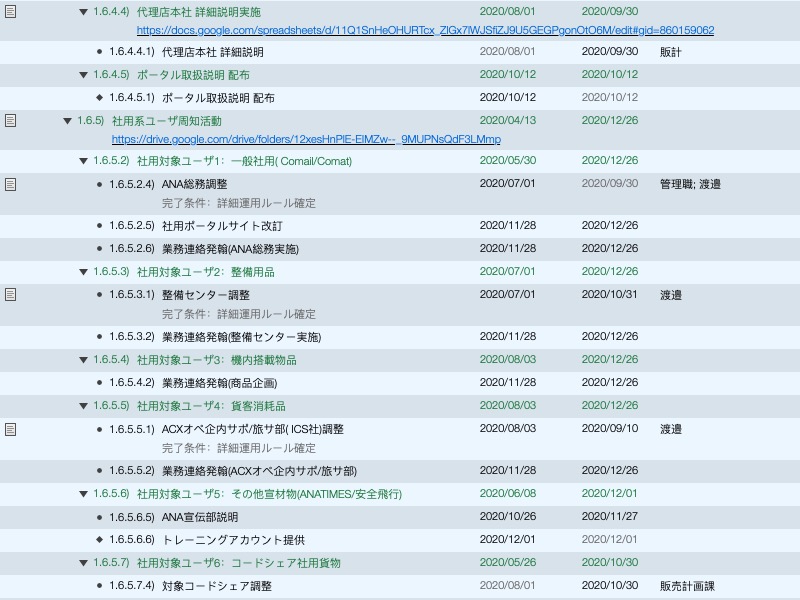 1.6.4.4) 代理店本社 詳細説明実施 2020/08/01 2020/09/30
https://docs.google.com/spreadsheets/d/11Q1SnHeOHURTcx_ZlGx7lWJSfiZJ9U5GEGPgonOtO6M/edit#gid=860159062
1.6.4.4.1) 代理店本社 詳細説明 2020/08/01 2020/09/30 販計
1.6.4.5) ポータル取扱説明 配布 2020/10/12 2020/10/12
1.6.4.5.1) ポータル取扱説明 配布 2020/10/12 2020/10/12
1.6.5) 社用系ユーザ周知活動 2020/04/13 2020/12/26
https://drive.google.com/drive/folders/12xesHnPlE-ElMZw--_9MUPNsQdF3LMmp
1.6.5.2) 社用対象ユーザ1: 一般社用( Comail/Comat) 2020/05/30 2020/12/26
1.6.5.2.4) ANA総務調整 2020/07/01 2020/09/30 管理職; 渡邉
完了条件: 詳細運用ルール確定
1.6.5.2.5) 社用ポータルサイト改訂 2020/11/28 2020/12/26
1.6.5.2.6) 業務連絡発翰(ANA総務実施) 2020/11/28 2020/12/26
1.6.5.3) 社用対象ユーザ2: 整備用品 2020/07/01 2020/12/26
1.6.5.3.1) 整備センター調整 2020/07/01 2020/10/31 渡邉
完了条件: 詳細運用ルール確定
1.6.5.3.2) 業務連絡発翰(整備センター実施) 2020/11/28 2020/12/26
1.6.5.4) 社用対象ユーザ3: 機内搭載物品 2020/08/03 2020/12/26
1.6.5.4.2) 業務連絡発翰(商品企画) 2020/11/28 2020/12/26
1.6.5.5) 社用対象ユーザ4: 貨客消耗品 2020/08/03 2020/12/26
1.6.5.5.1) ACXオペ企内サポ/旅サ部( ICS社)調整 2020/08/03 2020/09/10 渡邉
完了条件: 詳細運用ルール確定
1.6.5.5.2) 業務連絡発翰(ACXオペ企内サポ/旅サ部) 2020/11/28 2020/12/26
1.6.5.6) 社用対象ユーザ5: その他宣材物(ANATIMES/安全飛行) 2020/06/08 2020/12/01
1.6.5.6.5) ANA宣伝部説明 2020/10/26 2020/11/27
1.6.5.6.6) トレーニングアカウント提供 2020/12/01 2020/12/01
1.6.5.7) 社用対象ユーザ6: コードシェア社用貨物 2020/05/26 2020/10/30
1.6.5.7.4) 対象コードシェア調整 2020/08/01 2020/10/30 販売計画課